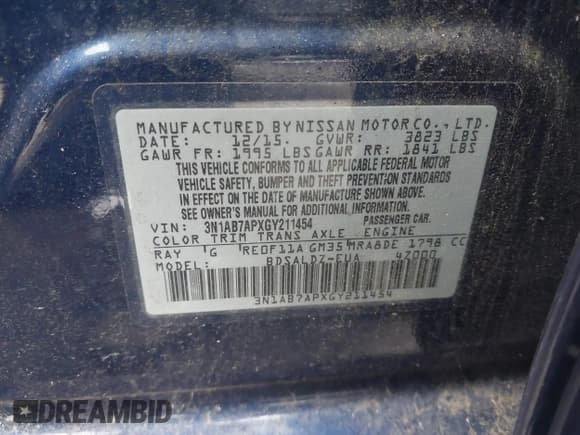 MANUFACTURED BY NISSAN MOTOR CO., LTD.
DATE: 12/15. GVWR: 3823 LBS
GAWR FR: 1995 LBS GAWR RR: 1841 LBS
THIS VEHICLE CONFORMS TO ALL APPLICABLE FEDERAL MOTOR
VEHICLE SAFETY, BUMPER AND THEFT PREVENTION STANDARDS
IN EFFECT ON THE DATE OF MANUFACTURE SHOWN ABOVE.
SEE OWNER'S MANUAL FOR ADDITIONAL INFORMATION.
VIN: 3N1AB7APXGY211454 PASSENGER CAR.
COLOR TRIM TRANS AXLE ENGINE
RAY G RE0F11A GM35 MRA8DE 1798 CC
MODEL: BDSALDZ-EUA 47000
3N1AB7APXGY211454
DREAMBID